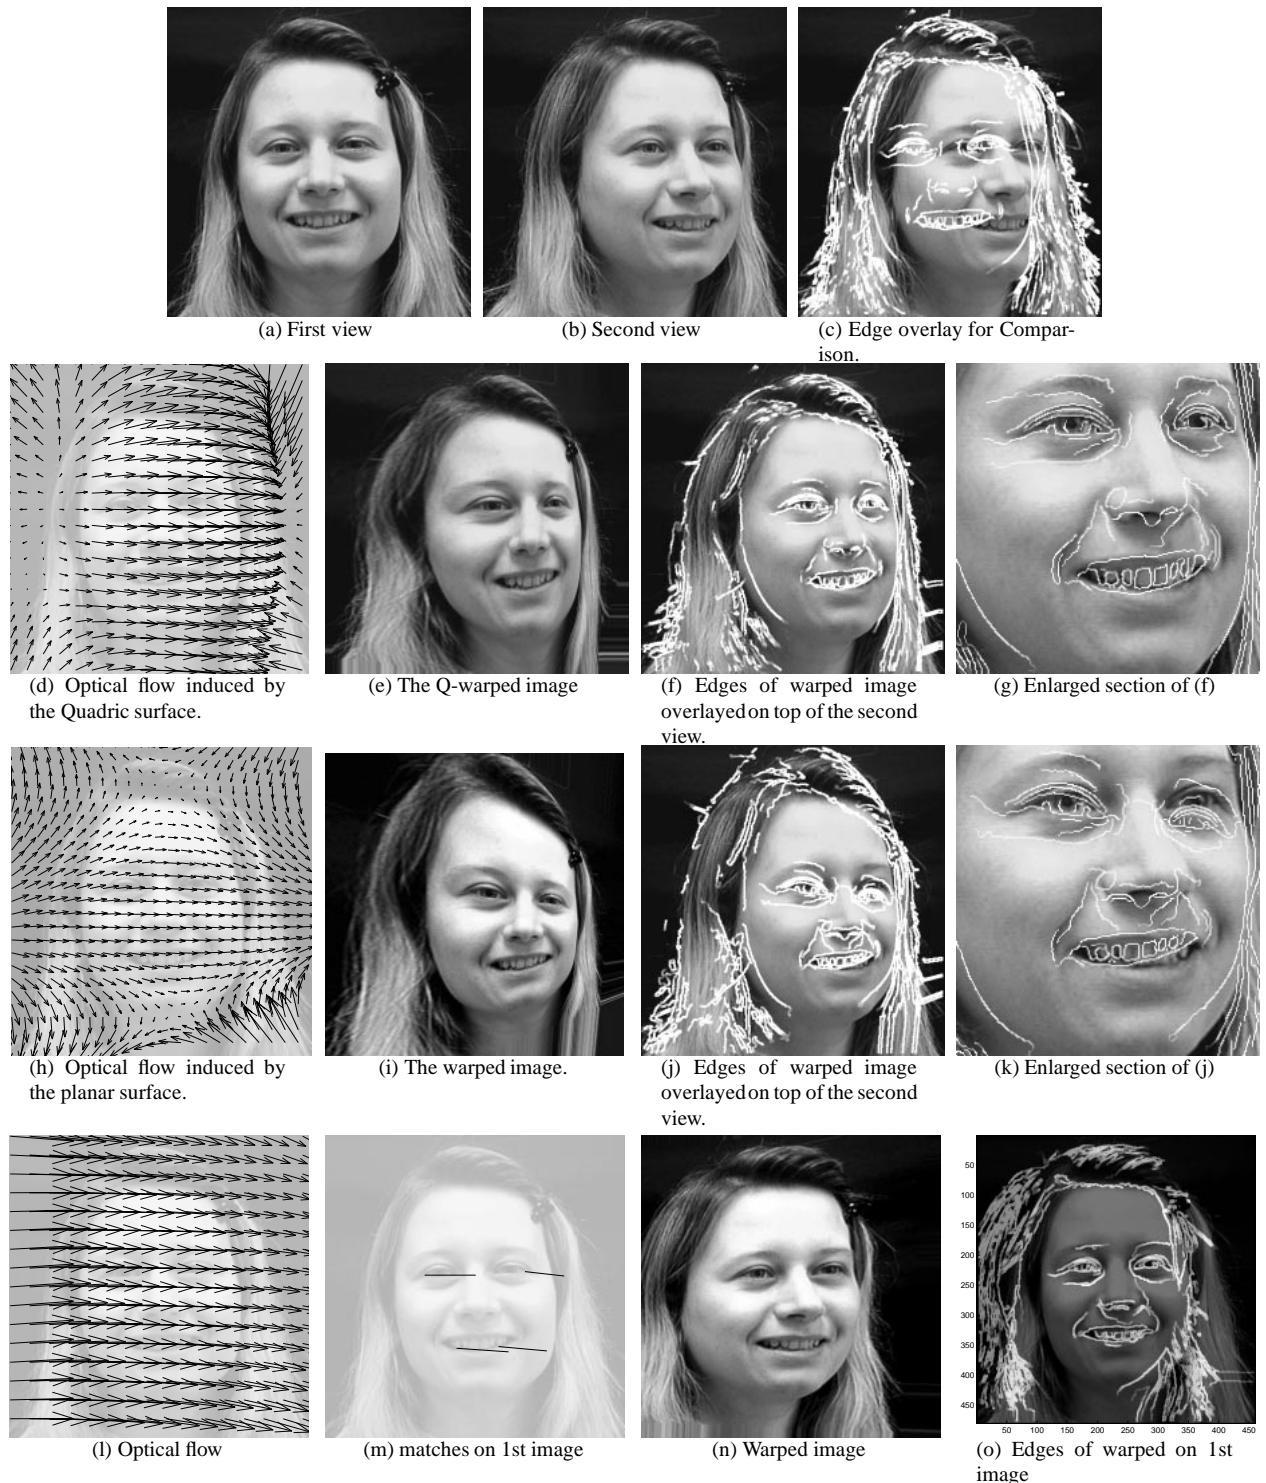 (a) First view
(b) Second view
(c) Edge overlay for Compar-
ison.
(d) Optical flow induced by
the Quadric surface.
(e) The Q-warped image
(f) Edges of warped image
overlayed on top of the second
view.
(g) Enlarged section of (f)
(h) Optical flow induced by
the planar surface.
(i) The warped image.
(j) Edges of warped image
overlayed on top of the second
view.
(k) Enlarged section of (j)
50
100
150
200
250
300
350
400
450
50 100 150 200 250 300 350 400 450
(l) Optical flow
(m) matches on 1st image
(n) Warped image
(o) Edges of warped on 1st
image